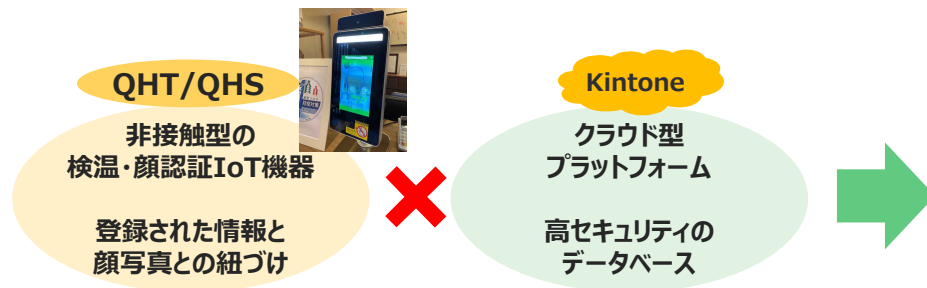 QHT/QHS
非接触型の
検温・顔認証IoT機器
登録された情報と
顔写真との紐づけ
Kintone
クラウド型
プラットフォーム
高セキュリティの
データベース